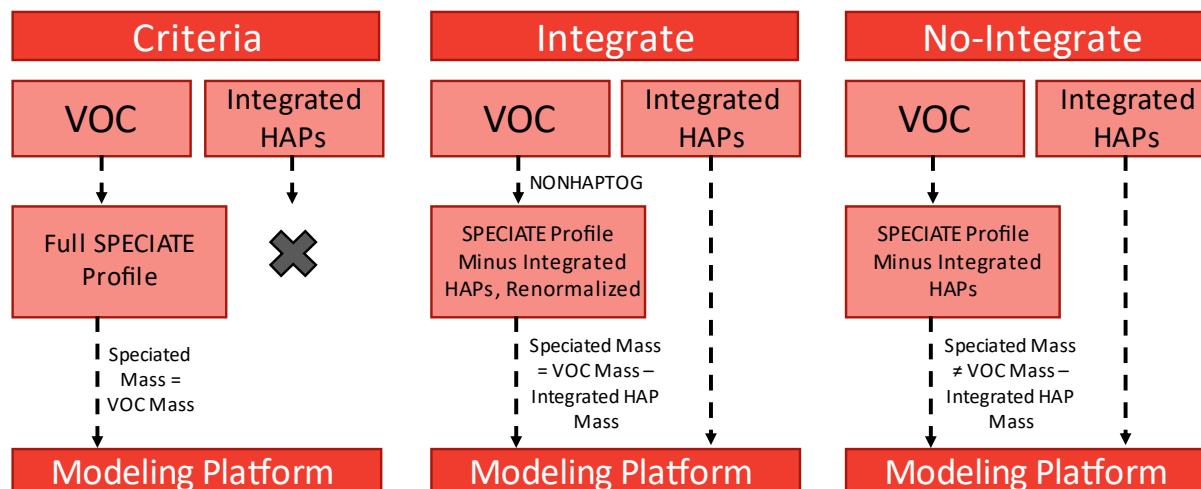 Criteria
VOC
Integrated
HAPs
Full SPECIATE
Profile
Speciated
Mass =
VOC Mass
Modeling Platform
Integrate
VOC
Integrated
HAPs
NONHAPTOG
SPECIATE Profile
Minus Integrated
HAPs, Renormalized
Speciated Mass
= VOC Mass –
Integrated HAP
Mass
Modeling Platform
No-Integrate
VOC
Integrated
HAPs
SPECIATE Profile
Minus Integrated
HAPs
Speciated Mass
≠ VOC Mass –
Integrated HAP
Mass
Modeling Platform